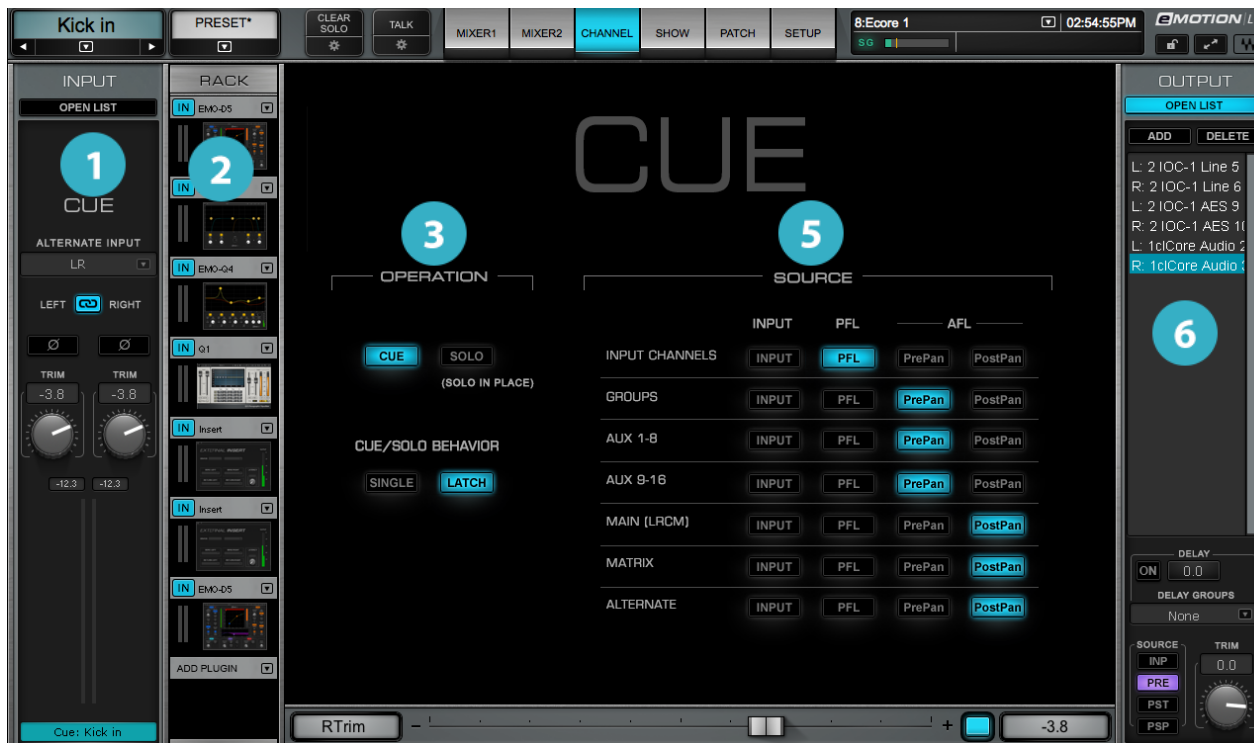 Kick in
PRESET*
CLEAR SOLO
TALK
MIXER1
MIXER2
CHANNEL
SHOW
PATCH
SETUP
8:Ecore 1
02:54:55PM
SG
eMOTION
INPUT
OPEN LIST
1
CUE
ALTERNATE INPUT
LR
LEFT
RIGHT
Ø
Ø
TRIM
TRIM
-3.8
-3.8
-12.3
-12.3
Cue: Kick in
RACK
IN EMO-D5
2
IN
IN EMO-Q4
IN Q1
IN Insert
IN Insert
IN EMO-D5
ADD PLUGIN
CUE
3
OPERATION
CUE
SOLO
(SOLO IN PLACE)
CUE/SOLO BEHAVIOR
SINGLE
LATCH
5
SOURCE
INPUT PFL AFL
INPUT CHANNELS INPUT PFL PrePan PostPan
GROUPS INPUT PFL PrePan PostPan
AUX 1-8 INPUT PFL PrePan PostPan
AUX 9-16 INPUT PFL PrePan PostPan
MAIN (LRCM) INPUT PFL PrePan PostPan
MATRIX INPUT PFL PrePan PostPan
ALTERNATE INPUT PFL PrePan PostPan
RTrim
-
+
-3.8
OUTPUT
OPEN LIST
ADD
DELETE
L: 2 IOC-1 Line 5
R: 2 IOC-1 Line 6
L: 2 IOC-1 AES 9
R: 2 IOC-1 AES 1
L: 1clCore Audio 2
R: 1clCore Audio
6
DELAY
ON 0.0
DELAY GROUPS
None
SOURCE
TRIM
INP
0.0
PRE
PST
PSP